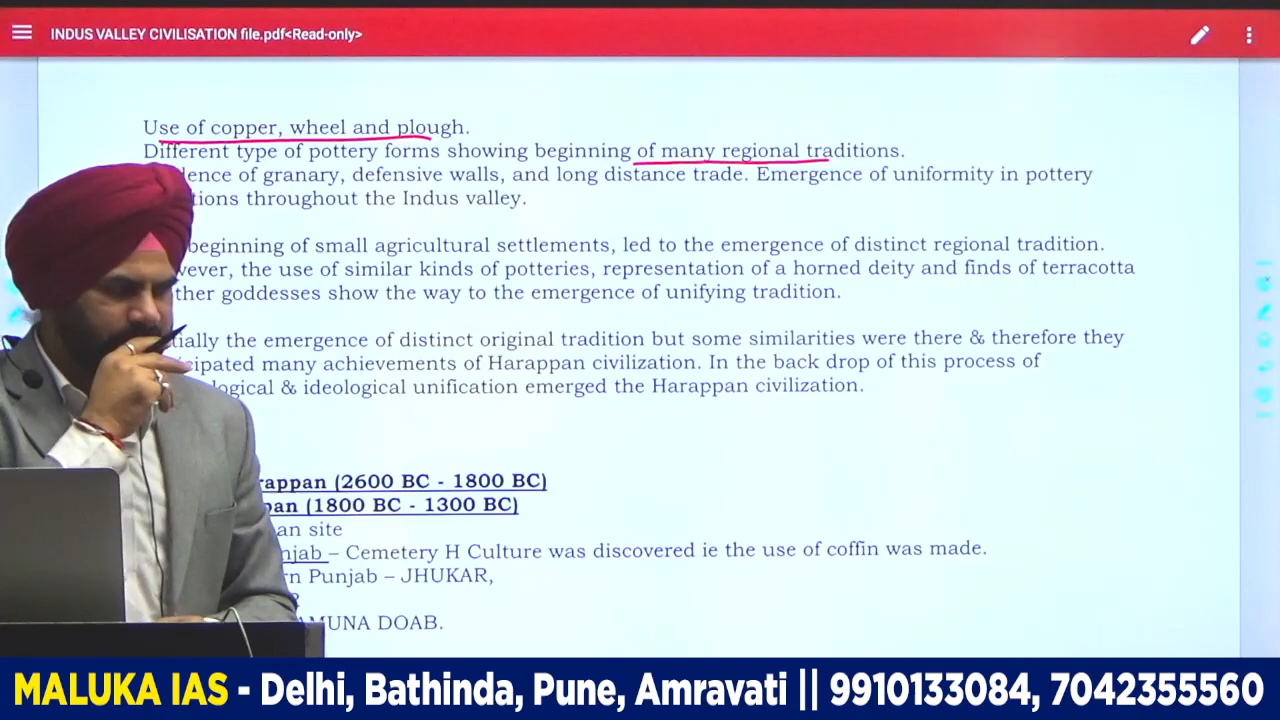 INDUS VALLEY CIVILISATION file.pdf<Read-only>
Use of copper, wheel and plough.
Different type of pottery forms showing beginning of many regional traditions.
dence of granary, defensive walls, and long distance trade. Emergence of uniformity in pottery
tions throughout the Indus valley.
beginning of small agricultural settlements, led to the emergence of distinct regional tradition.
vever, the use of similar kinds of potteries, representation of a horned deity and finds of terracotta
ther goddesses show the way to the emergence of unifying tradition.
tially the emergence of distinct original tradition but some similarities were there & therefore they
cipated many achievements of Harappan civilization. In the back drop of this process of
ological & ideological unification emerged the Harappan civilization.
rappan (2600 BC - 1800 BC)
pan (1800 BC - 1300 BC)
an site
njab – Cemetery H Culture was discovered ie the use of coffin was made.
rn Punjab – JHUKAR,
AMUNA DOAB.
MALUKA IAS - Delhi, Bathinda, Pune, Amravati || 9910133084, 7042355560